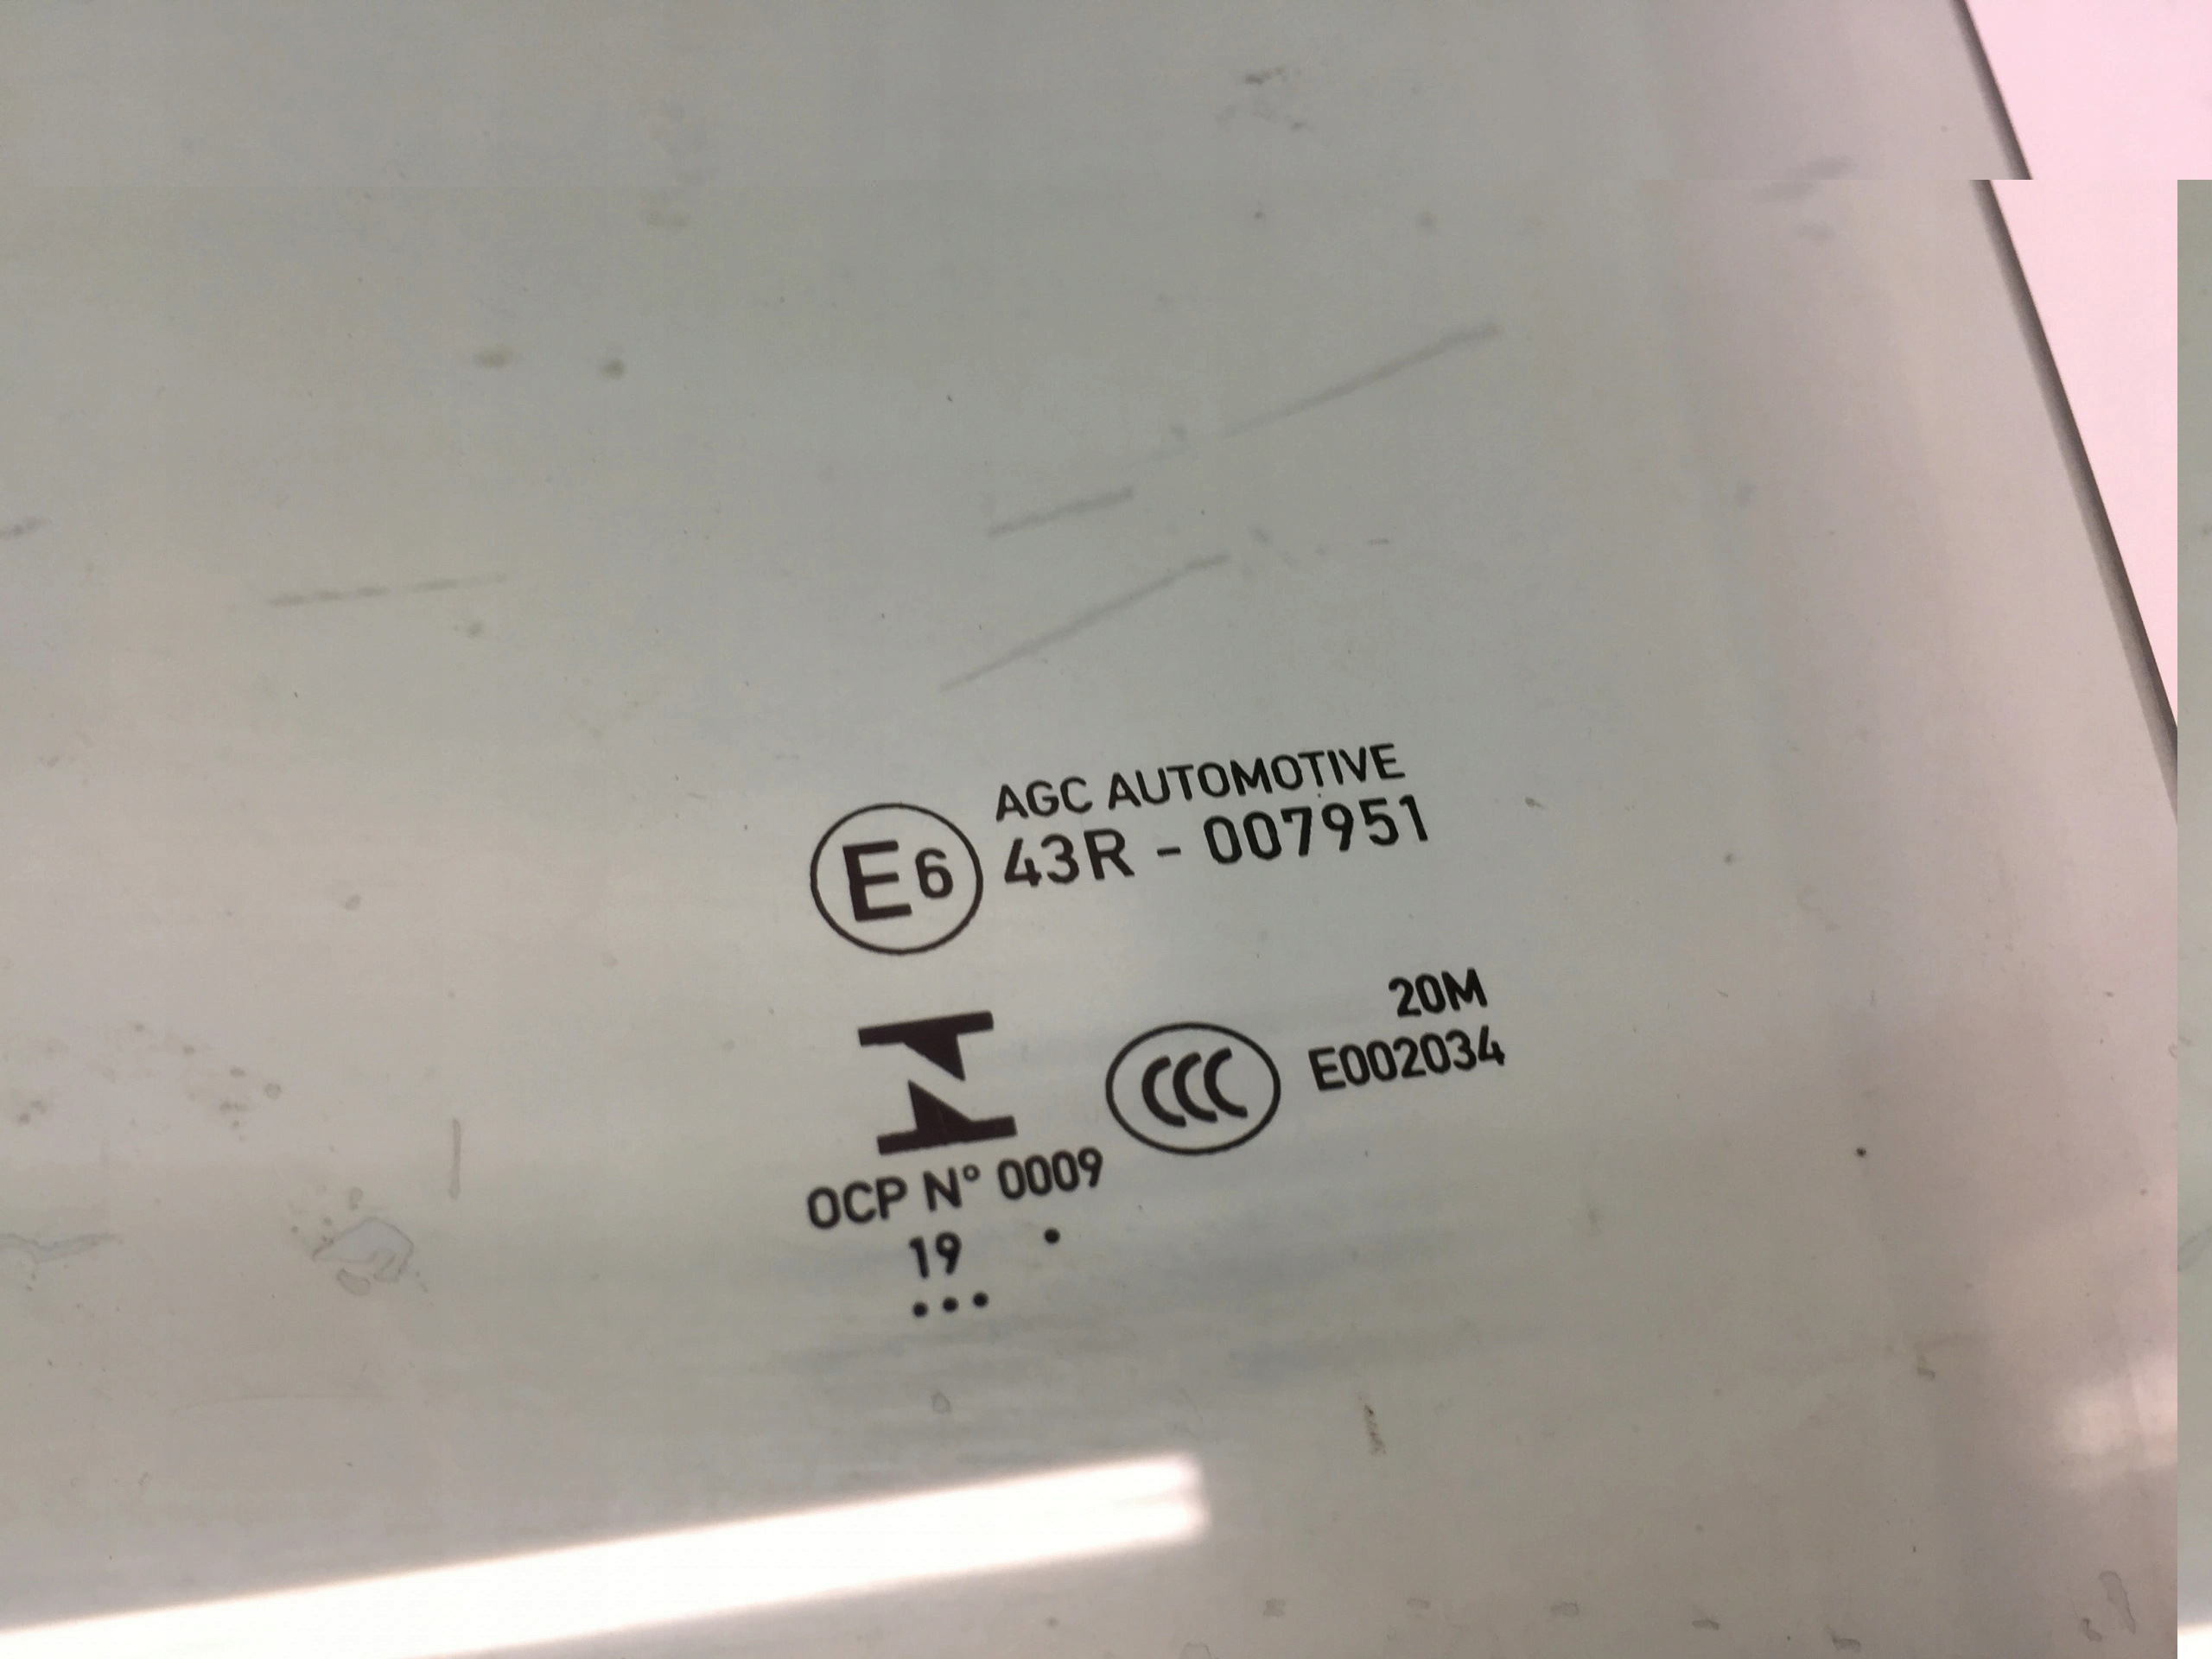 AGC AUTOMOTIVE
E6 43R - 007951
20M
CCC E002034
OCP N° 0009
19 •
•••